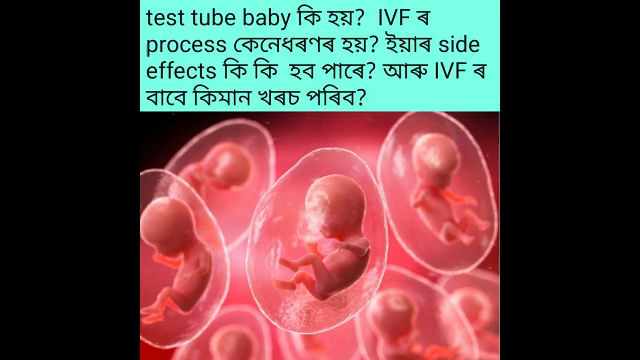 test tube baby কি হয়? IVF ৰ
process কেনেধৰণৰ হয়? ইয়াৰ side
effects কি কি হব পাৰে? আৰু IVF ৰ
বাবে কিমান খৰচ পৰিব?